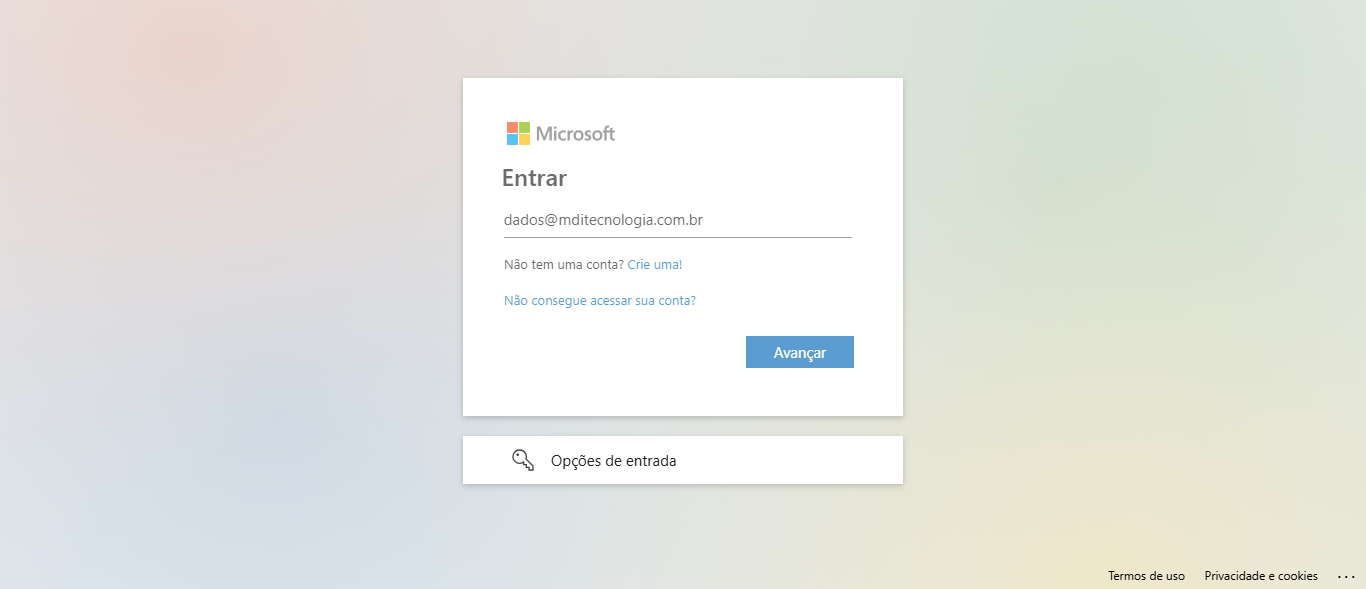 Microsoft
Entrar
dados@mditecnologia.com.br
Não tem uma conta? Crie uma!
Não consegue acessar sua conta?
Avançar
Opções de entrada
Termos de uso Privacidade e cookies ...